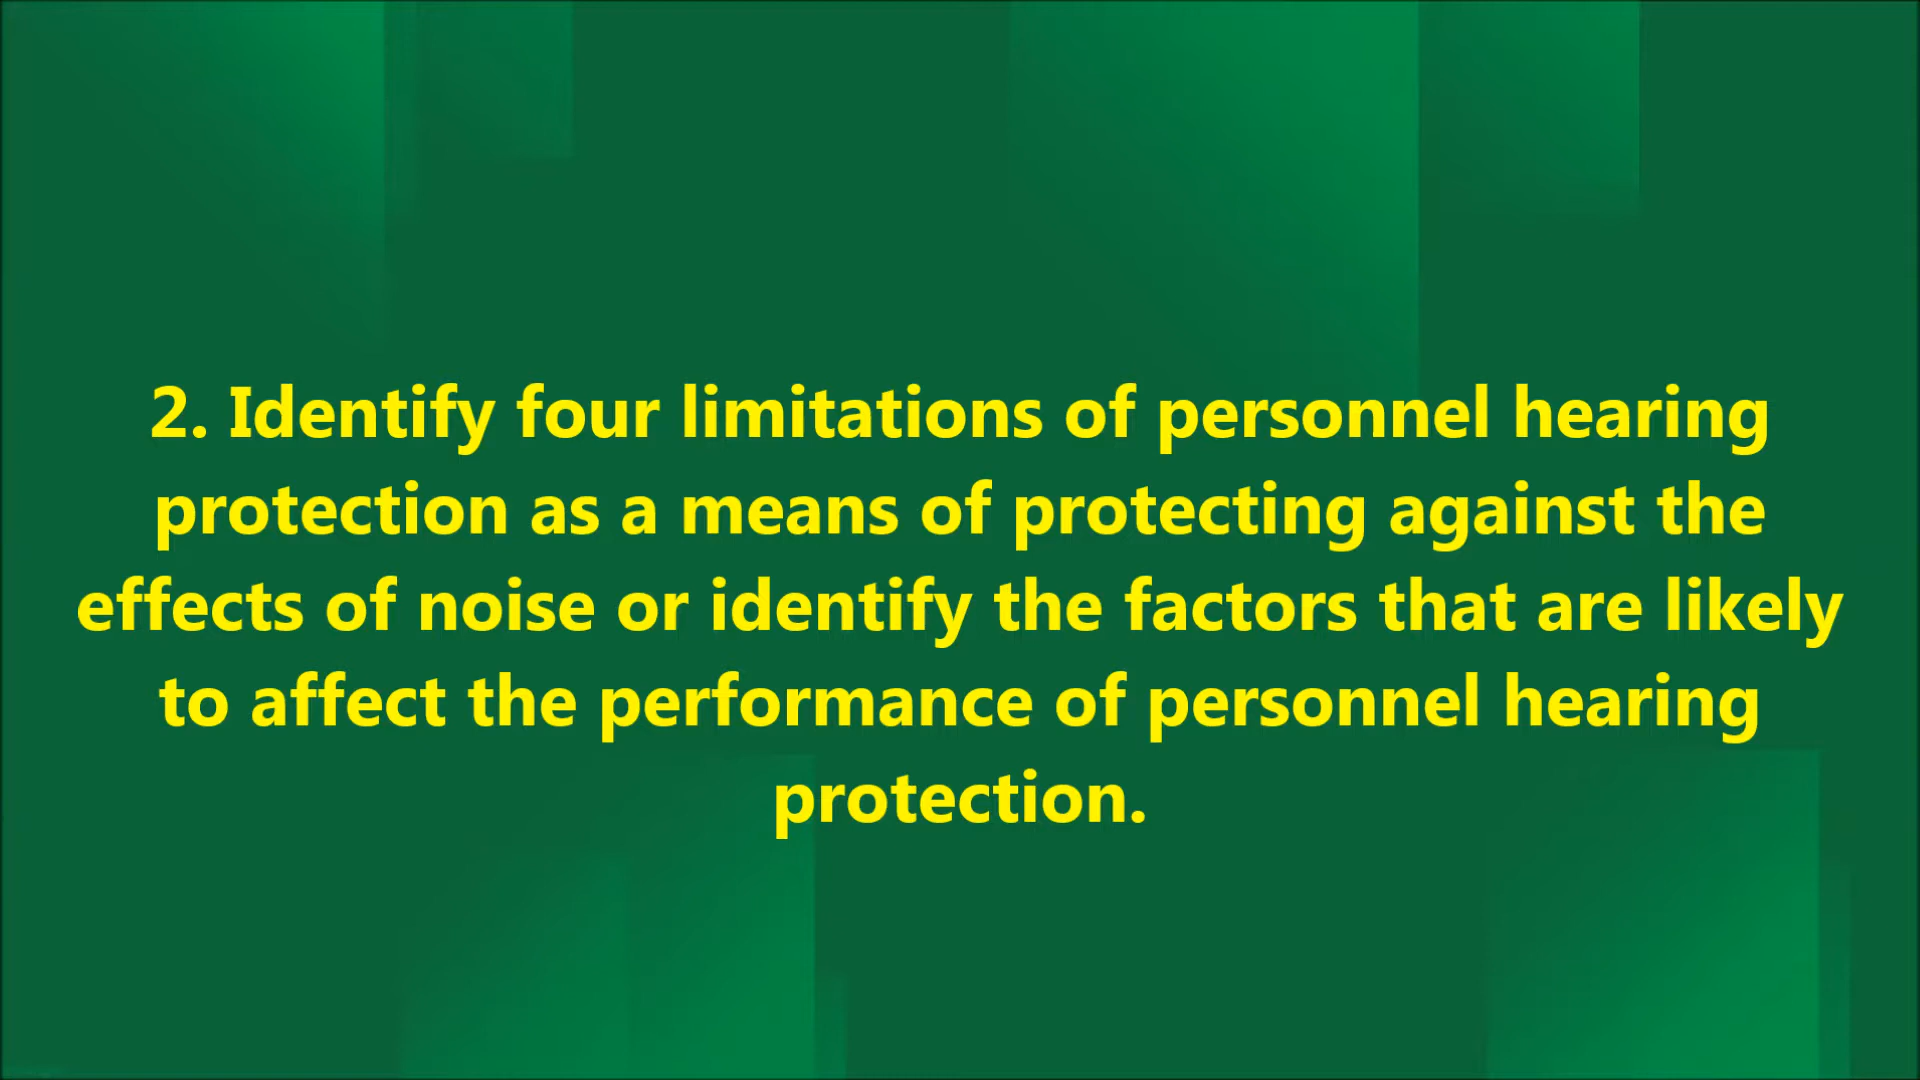 2. Identify four limitations of personnel hearing
protection as a means of protecting against the
effects of noise or identify the factors that are likely
to affect the performance of personnel hearing
protection.